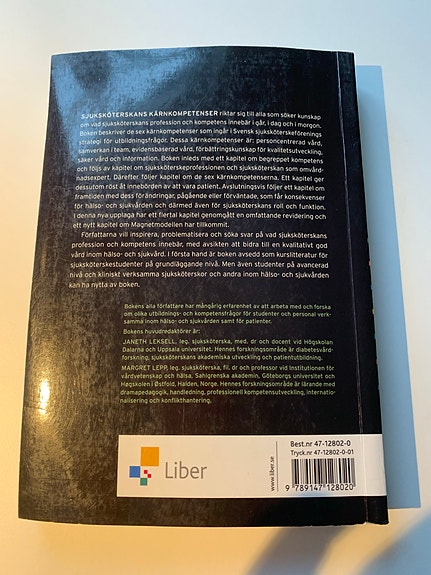 SJUKSKÖTERSKANS KÄRNKOMPETENSER riktar sig till alla som söker kunskap
om vad sjuksköterskans profession och kompetens innebär i går, i dag och i morgon.
Boken beskriver de sex kärnkompetenser som ingår i Svensk sjuksköterskeförenings
strategi för utbildningsfrågor. Dessa kärnkompetenser är; personcentrerad vård,
samverkan i team, evidensbaserad vård, förbättringskunskap för kvalitetsutveckling,
säker vård och information. Boken inleds med ett kapitel om begreppet kompetens
och följs av kapitel om sjuksköterskeprofessionen och sjuksköterskan som omvård-
nadsexpert. Därefter följer kapitel om de sex kärnkompetenserna. Ett kapitel ger
dessutom röst åt innebörden av att vara patient. Avslutningsvis följer ett kapitel om
framtiden med dess förändringar, pågående eller förväntade, som får konsekvenser
för hälso- och sjukvården och därmed även för sjuksköterskans roll och funktion.
I denna nya upplaga har ett flertal kapitel genomgått en omfattande revidering och
ett nytt kapitel om Magnetmodellen har tillkommit.
Författarna vill inspirera, problematisera och söka svar på vad sjuksköterskans
profession och kompetens innebär, med avsikten att bidra till en kvalitativt god
vård inom hälso- och sjukvård. I första hand är boken avsedd som kurslitteratur för
sjuksköterskestudenter på grundläggande nivå. Men även studenter på avancerad
nivå och kliniskt verksamma sjuksköterskor och andra inom hälso- och sjukvården
kan ha nytta av boken.
Bokens alla författare har mångårig erfarenhet av att arbeta med och forska
om olika utbildnings- och kompetensfrågor för studenter och personal verk-
samma inom hälso- och sjukvården samt för patienter.
Bokens huvudredaktörer är:
JANETH LEKSELL, leg. sjuksköterska, med. dr och docent vid Högskolan
Dalarna och Uppsala universitet. Hennes forskningsområde är diabetesvård-
forskning, sjuksköterskans akademiska utveckling och patientutbildning.
MARGRET LEPP, leg. sjuksköterska, fil. dr och professor vid Institutionen för
vårdvetenskap och hälsa, Sahlgrenska akademin, Göteborgs universitet och
Høgskolen i Østfold, Halden, Norge. Hennes forskningsområde är lärande med
dramapedagogik, handledning, professionell kompetensutveckling, internatio-
nalisering och konflikthantering.
Liber
www.liber.se
Best.nr 47-12802-0
Tryck.nr 47-12802-0-01
9 789147 128020